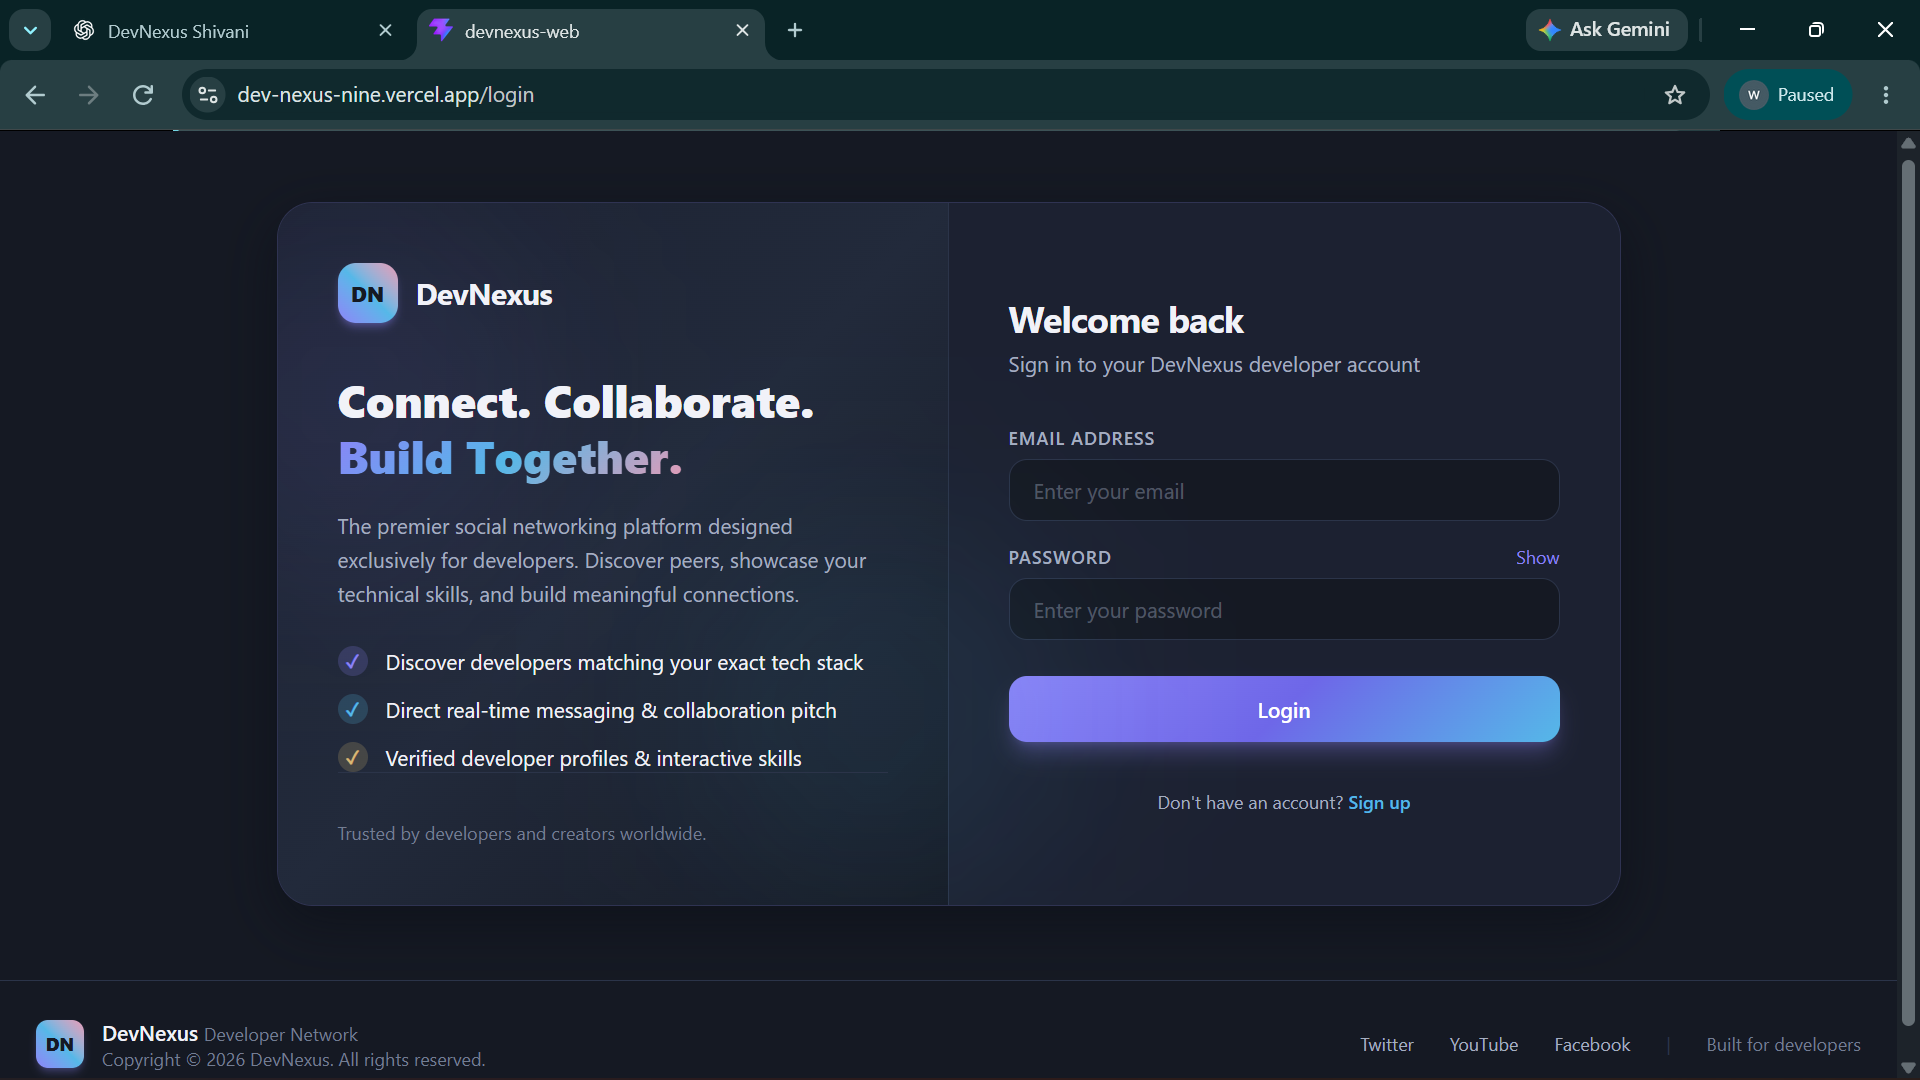 DevNexus Shivani
devnexus-web
Ask Gemini
dev-nexus-nine.vercel.app/login
W
Paused
DN
DevNexus
Connect. Collaborate.
Build Together.
The premier social networking platform designed
exclusively for developers. Discover peers, showcase your
technical skills, and build meaningful connections.
✓ Discover developers matching your exact tech stack
✓ Direct real-time messaging & collaboration pitch
✓ Verified developer profiles & interactive skills
Trusted by developers and creators worldwide.
Welcome back
Sign in to your DevNexus developer account
EMAIL ADDRESS
Enter your email
PASSWORD
Show
Enter your password
Login
Don't have an account? Sign up
DN
DevNexus Developer Network
Copyright © 2026 DevNexus. All rights reserved.
Twitter
YouTube
Facebook
Built for developers